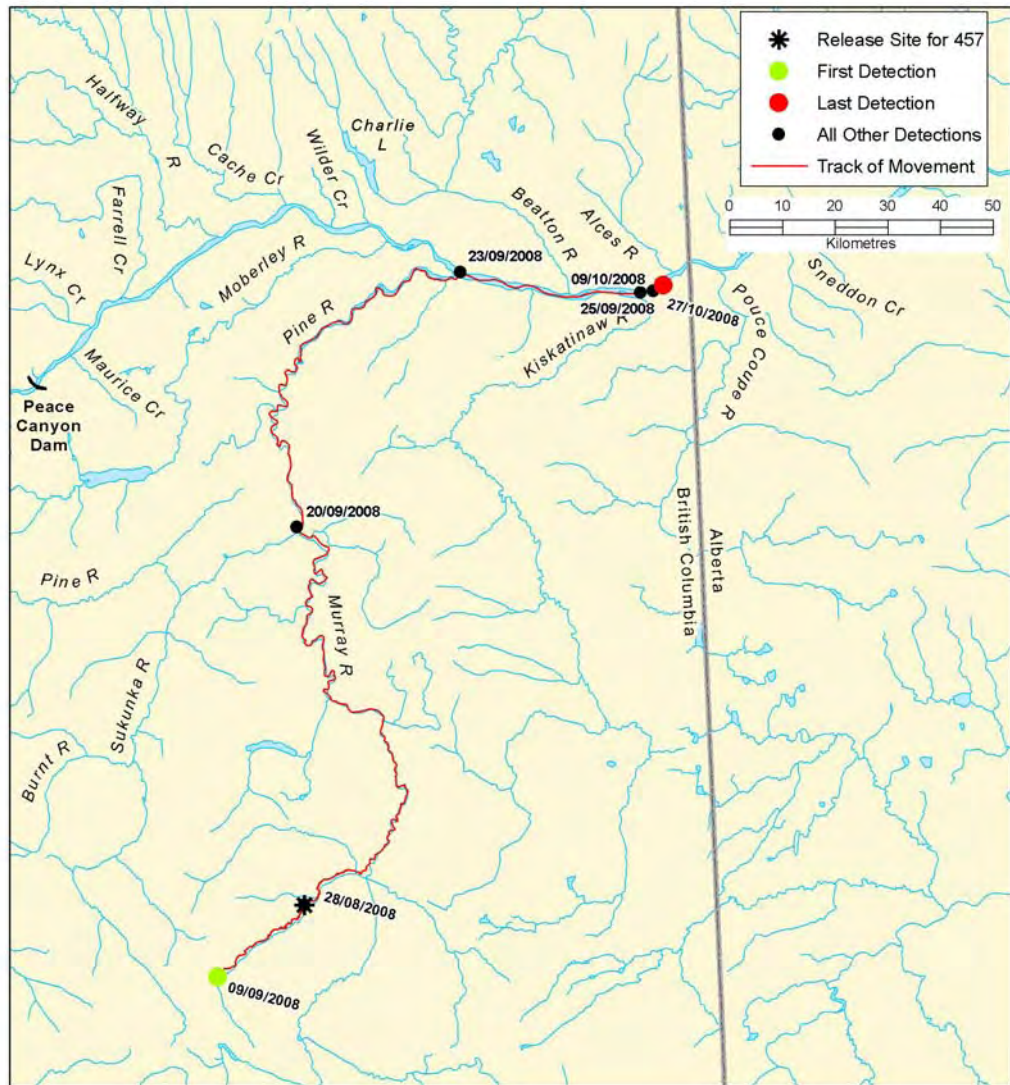 Release Site for 457
First Detection
Last Detection
All Other Detections
Track of Movement
0 10 20 30 40 50
Kilometres
Halfway R
Cache Cr
Wilder Cr
Charlie L
Farrell Cr
Lynx Cr
Moberley R
Beatton R
Alces R
Maurice Cr
Peace
Canyon
Dam
Pine R
23/09/2008
09/10/2008
25/09/2008
27/10/2008
Kiskatinaw R
Pouce Coupe R
Sneddon Cr
British Columbia
Alberta
20/09/2008
Pine R
Murray R
Sukunka R
Burnt R
28/08/2008
09/09/2008